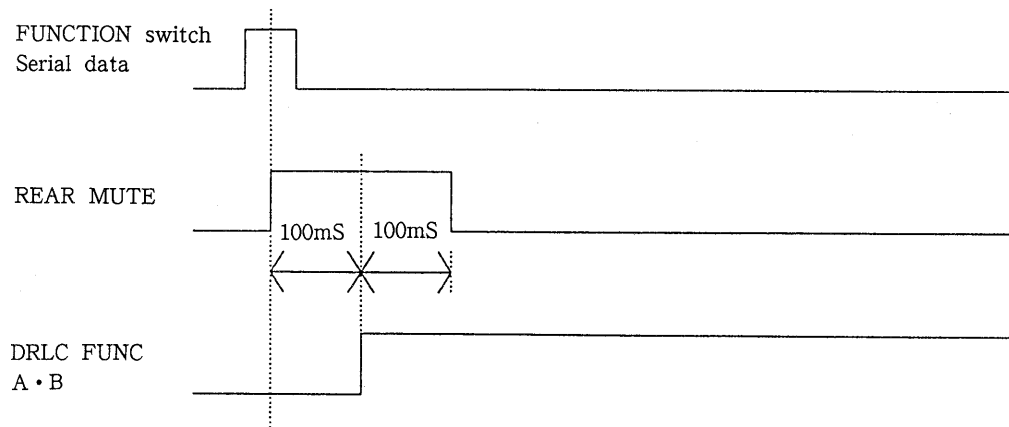 FUNCTION switch
Serial data
REAR MUTE
100mS 100mS
DRLC FUNC
A・B